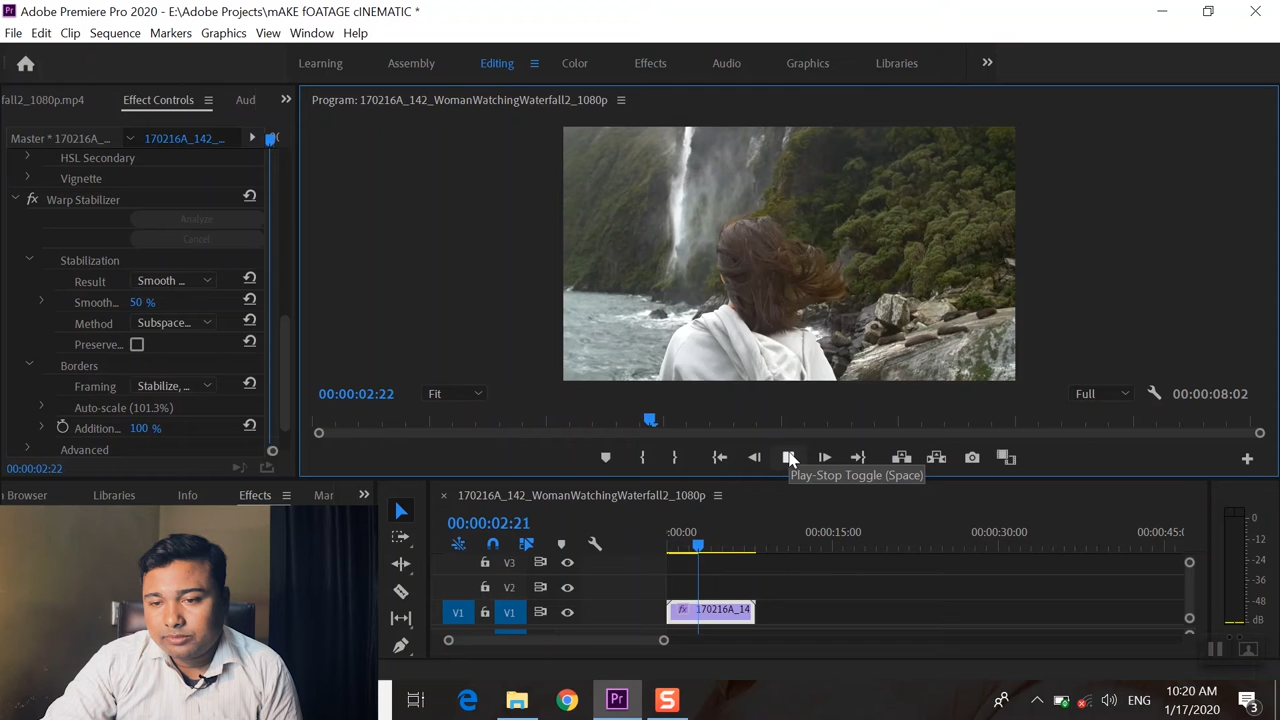 Adobe Premiere Pro 2020 - E:\Adobe Projects\mAKE fOATAGE cINEMATIC *
File Edit Clip Sequence Markers Graphics View Window Help
Learning Assembly Editing Color Effects Audio Graphics Libraries
fall2_1080p.mp4 Effect Controls Aud
Program: 170216A_142_WomanWatchingWaterfall2_1080p
Master * 170216A_... 170216A_142_...
HSL Secondary
Vignette
fx Warp Stabilizer
Analyze
Cancel
Stabilization
Result Smooth ...
Smooth... 50 %
Method Subspace...
Preserve...
Borders
Framing Stabilize, ...
Auto-scale (101.3%)
Addition... 100 %
Advanced
00:00:02:22
00:00:02:22 Fit Full 00:00:08:02
Play-Stop Toggle (Space)
Browser Libraries Info Effects Mar
× 170216A_142_WomanWatchingWaterfall2_1080p
00:00:02:21
:00:00 00:00:15:00 00:00:30:00 00:00:45:0
V3
V2
V1 V1 fx 170216A_14
0
-12
-24
-36
-48
dB
Pr S ENG
10:20 AM
1/17/2020
3